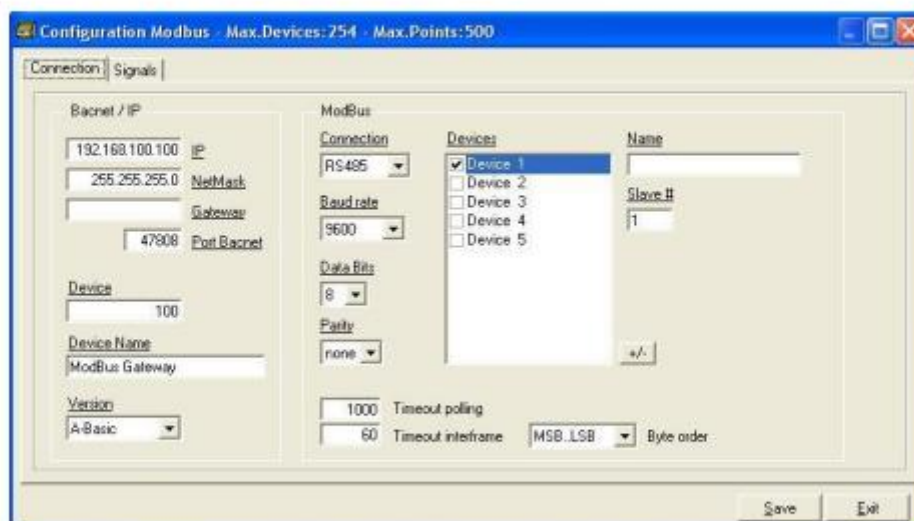 Configuration Modbus - Max.Devices:254 - Max.Points:500
Connection Signals
Bacnet / IP
192.168.100.100 IP
255.255.255.0 NetMask
Gateway
47808 Port Bacnet
Device
100
Device Name
ModBus Gateway
Version
A-Basic
ModBus
Connection
RS485
Baud rate
9600
Data Bits
8
Parity
none
Devices
Device 1
Device 2
Device 3
Device 4
Device 5
Name
Slave #
1
+/-
1000 Timeout polling
60 Timeout interframe MSB..LSB Byte order
Save Exit